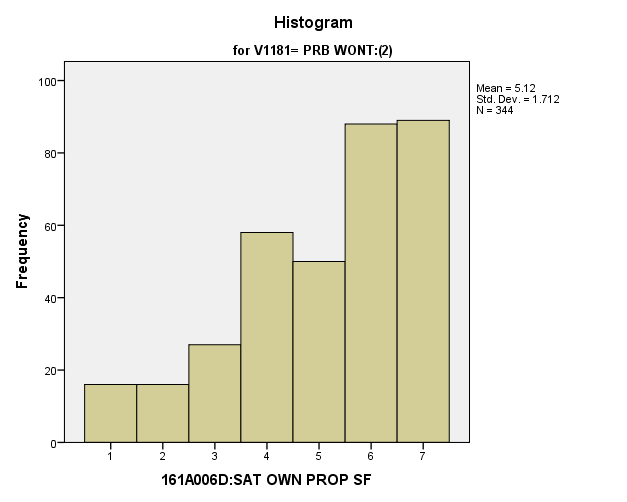 Histogram
for V1181= PRB WONT:(2)
Mean = 5.12
Std. Dev. = 1.712
N = 344
Frequency
100
80
60
40
20
0
1 2 3 4 5 6 7
161A006D:SAT OWN PROP SF